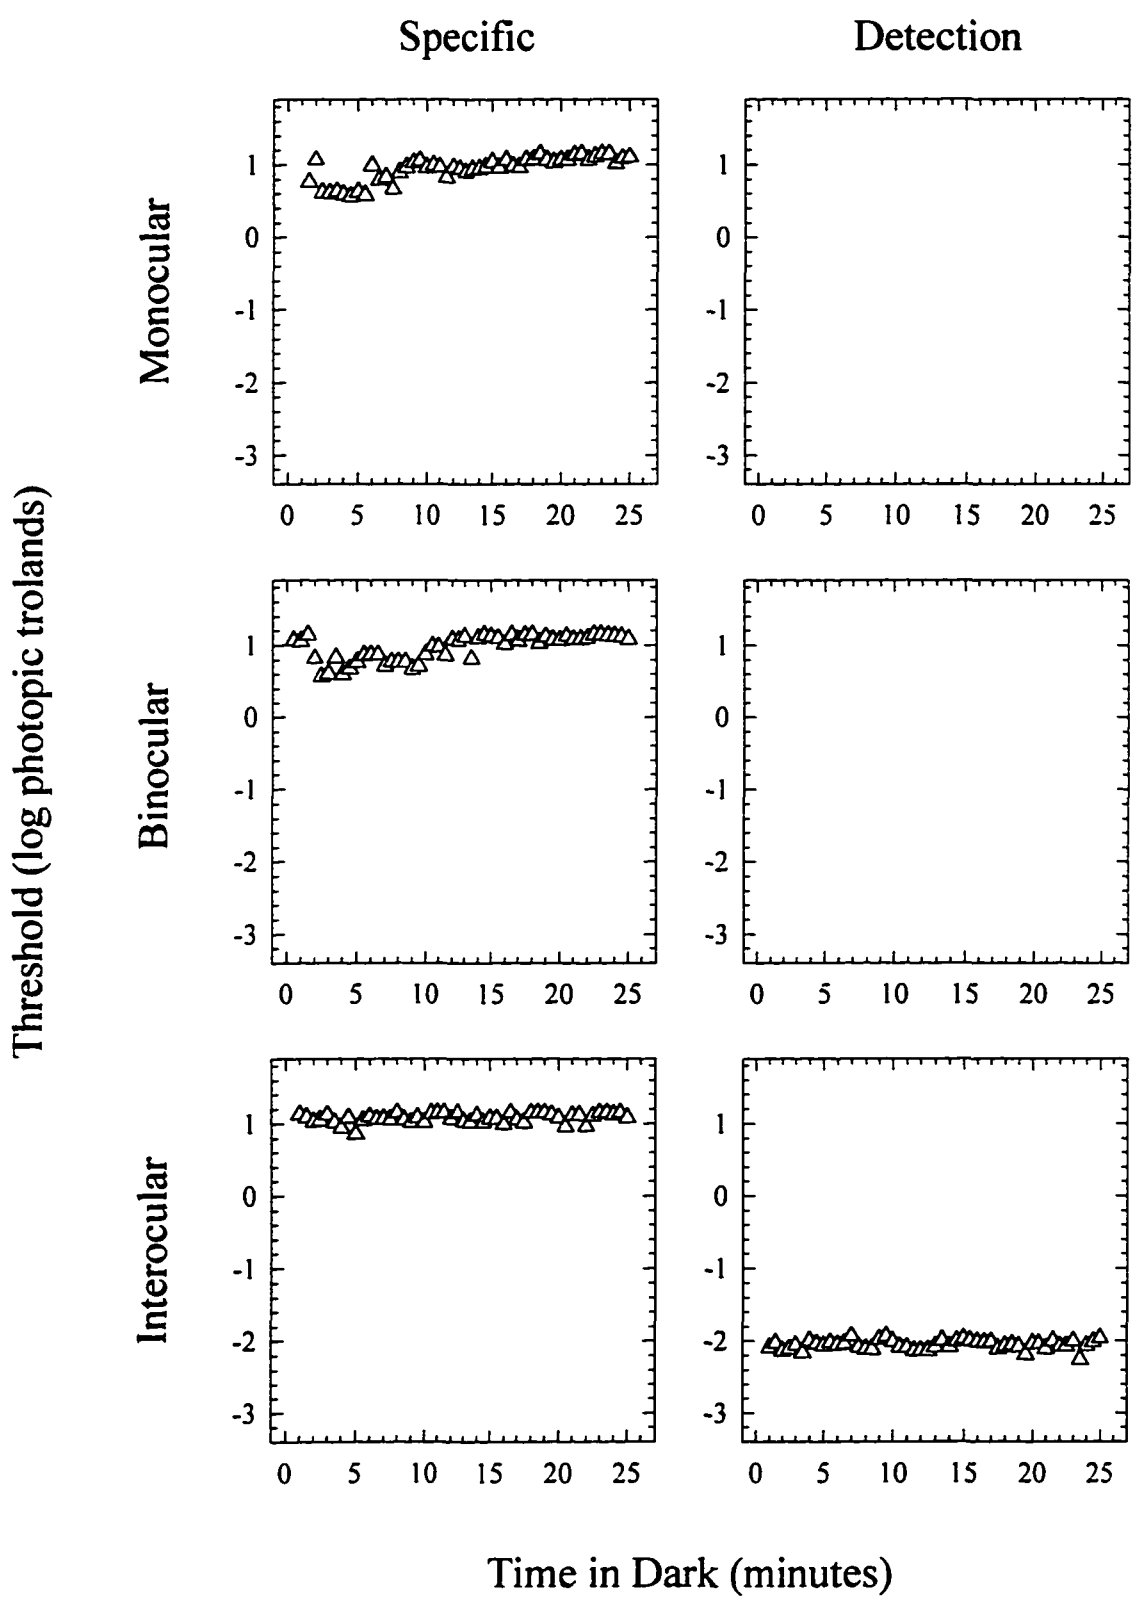 Specific Detection
Threshold (log photopic trolands)
Monocular
1 1
0 0
-1 -1
-2 -2
-3 -3
0 5 10 15 20 25 0 5 10 15 20 25
Binocular
1 1
0 0
-1 -1
-2 -2
-3 -3
0 5 10 15 20 25 0 5 10 15 20 25
Interocular
1 1
0 0
-1 -1
-2 -2
-3 -3
0 5 10 15 20 25 0 5 10 15 20 25
Time in Dark (minutes)